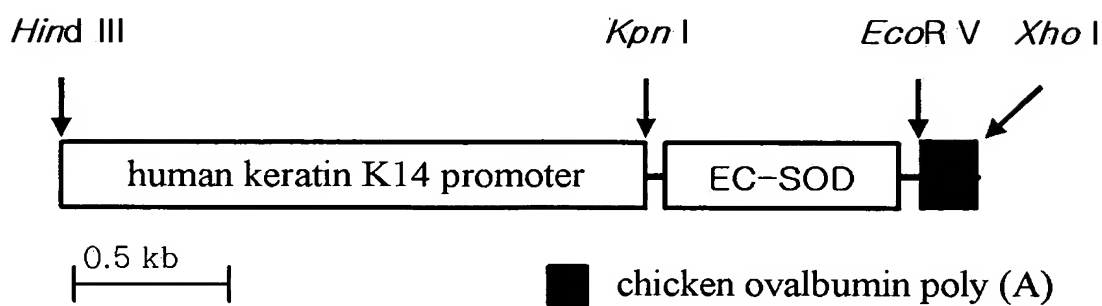 Hind III Kpn I EcoR V Xho I
human keratin K14 promoter EC-SOD
0.5 kb
chicken ovalbumin poly (A)